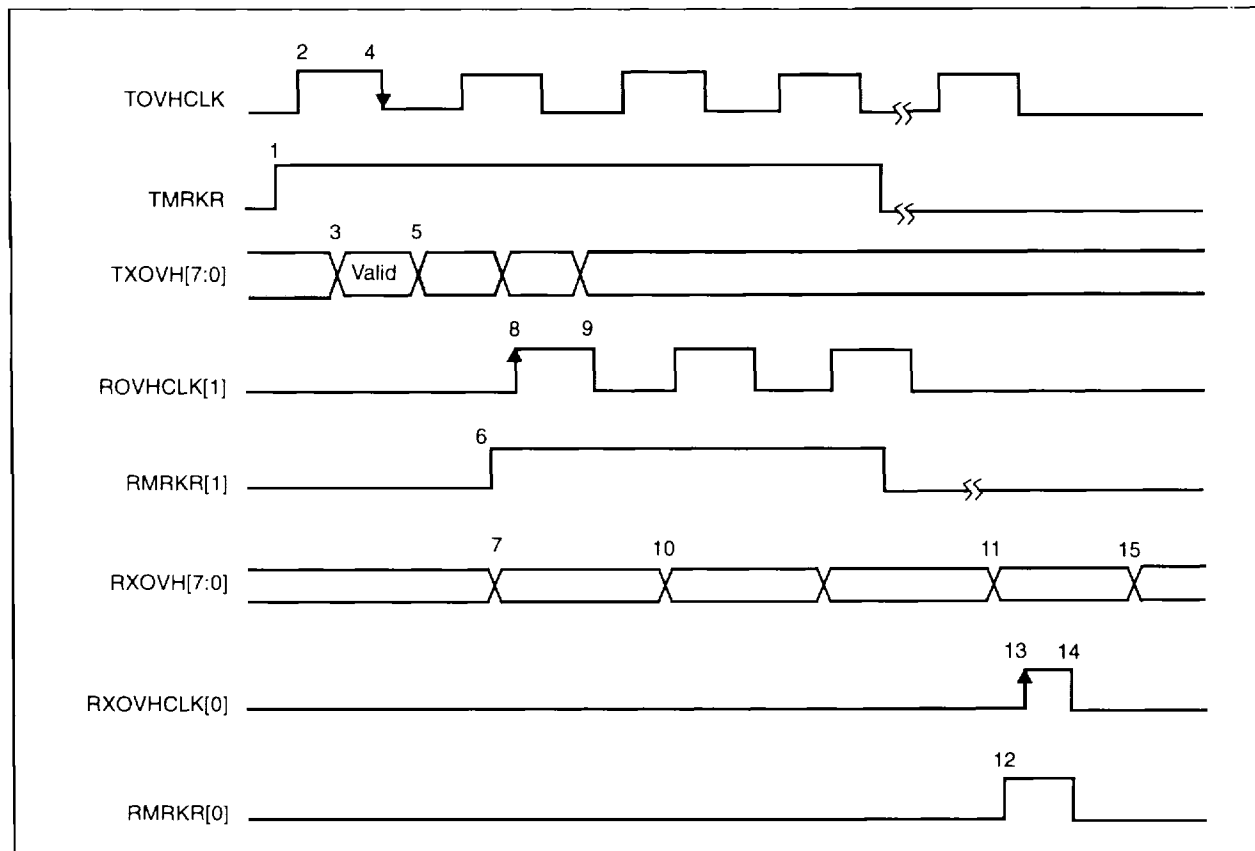 2 4
TOVHCLK
1
TMRKR
3 5
TXOVH[7:0] Valid
8 9
ROVHCLK[1]
6
RMRKR[1]
7 10 11 15
RXOVH[7:0]
13 14
RXOVHCLK[0]
12
RMRKR[0]